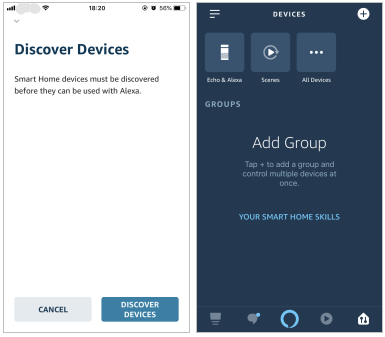 18:20
56%
Discover Devices
Smart Home devices must be discovered
before they can be used with Alexa.
CANCEL
DISCOVER
DEVICES
DEVICES
Echo & Alexa
Scenes
All Devices
GROUPS
Add Group
Tap + to add a group and
control multiple devices at
once.
YOUR SMART HOME SKILLS